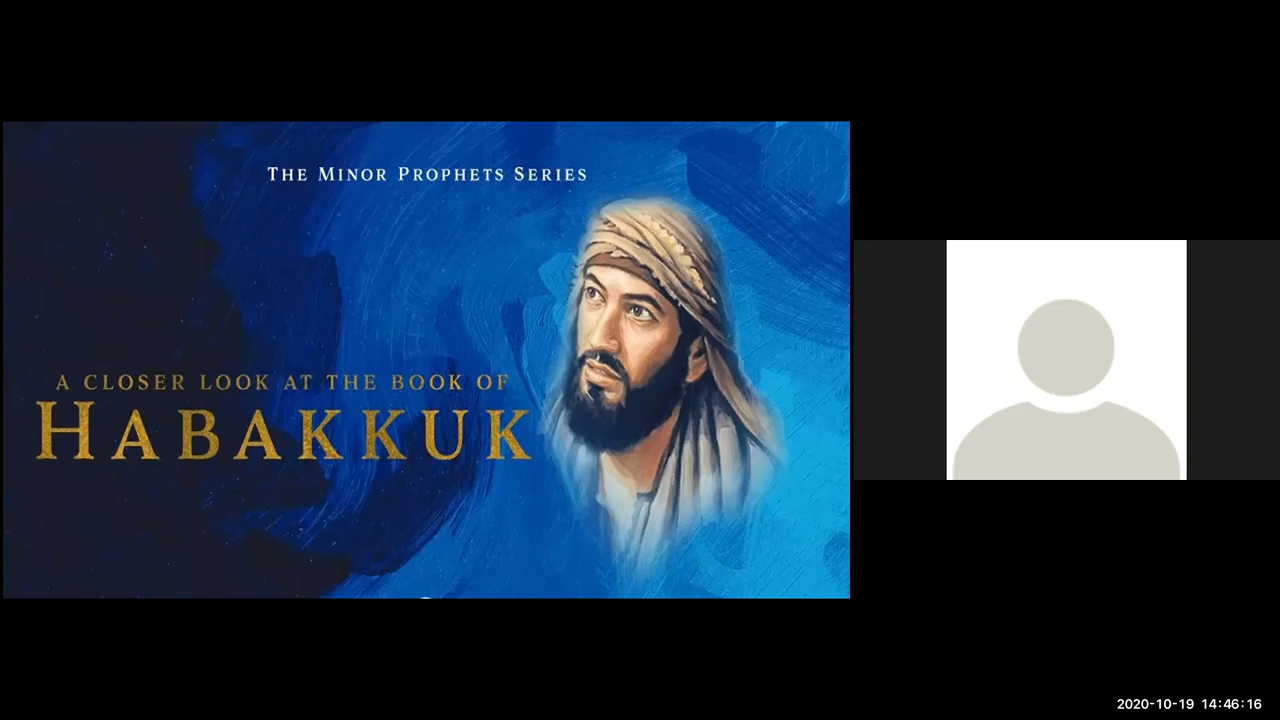 THE MINOR PROPHETS SERIES
A CLOSER LOOK AT THE BOOK OF
HABAKKUK
2020-10-19 14:46:16